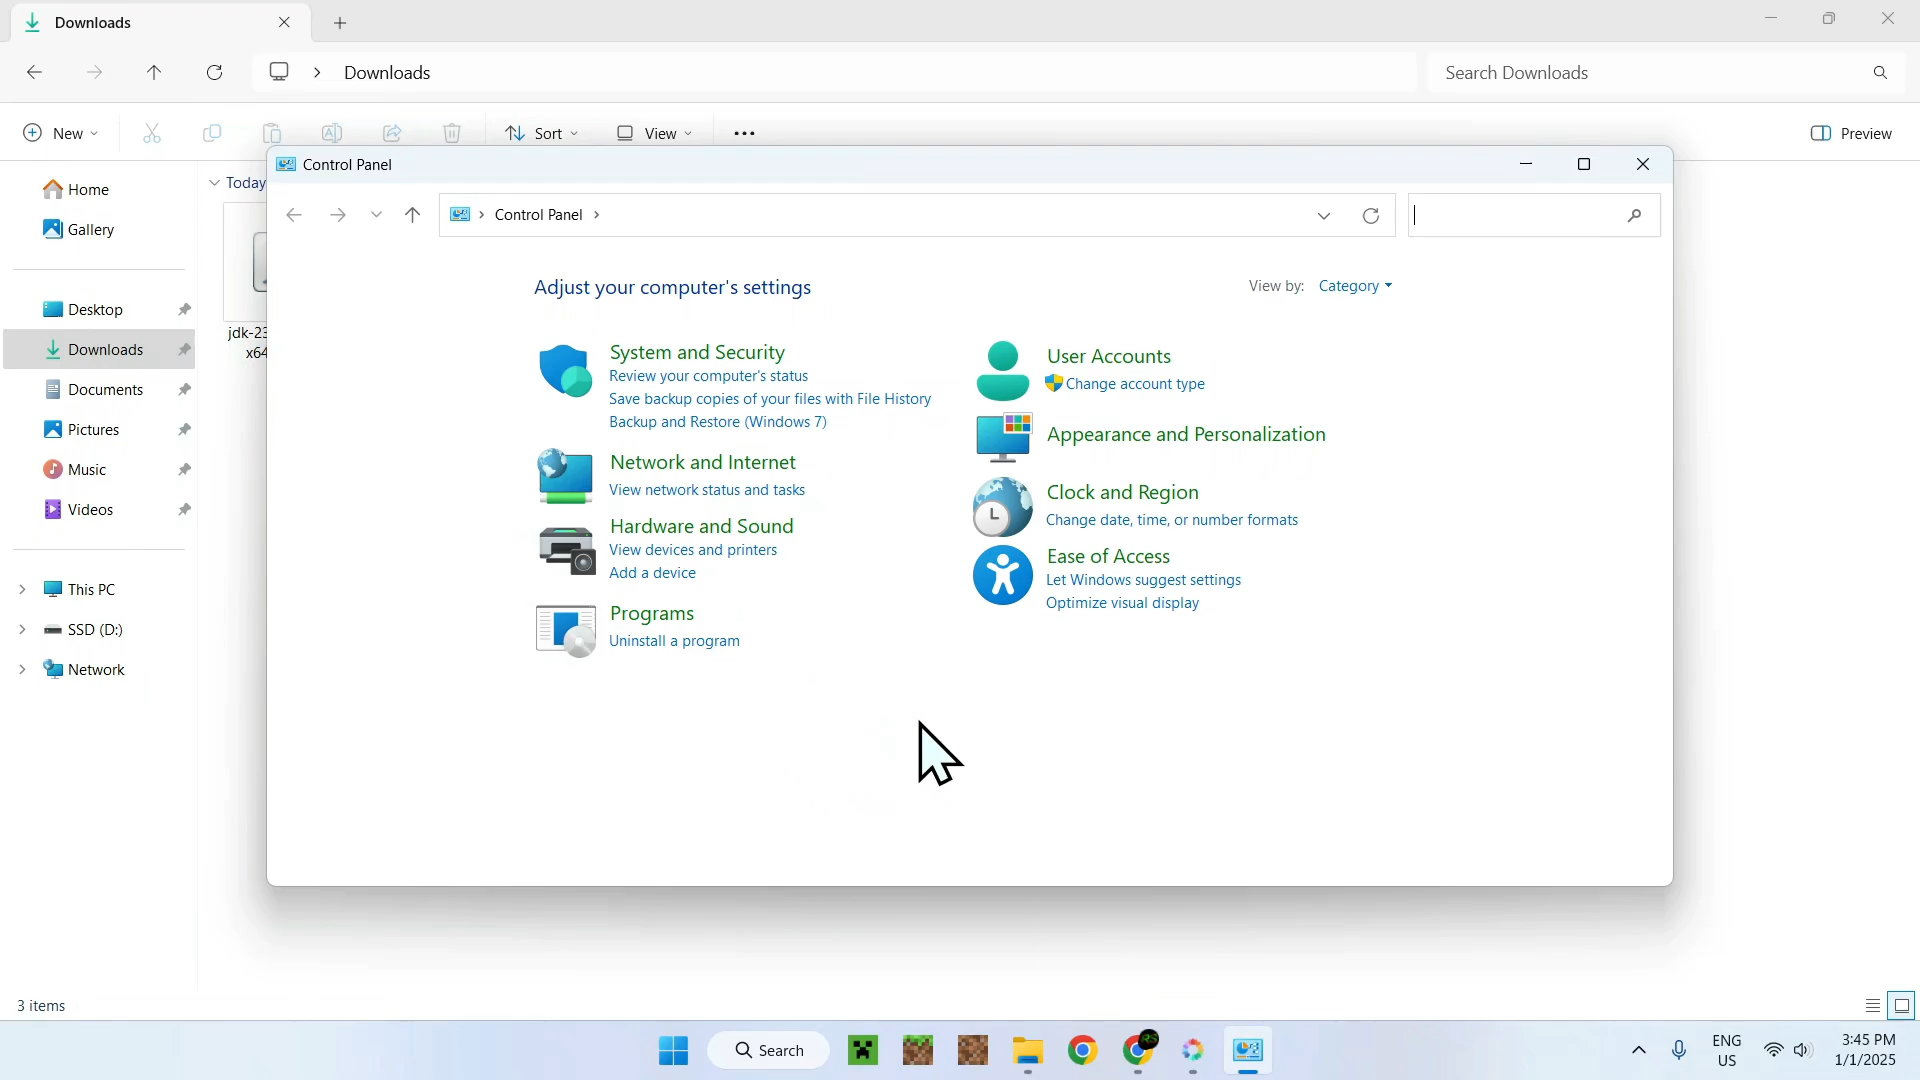 Downloads
Downloads
Search Downloads
New
Sort
View
Preview
Control Panel
Home
Today
Gallery
Control Panel
Adjust your computer's settings
View by: Category
Desktop
jdk-23
x64
Downloads
Documents
Pictures
Music
Videos
This PC
SSD (D:)
Network
System and Security
Review your computer's status
Save backup copies of your files with File History
Backup and Restore (Windows 7)
Network and Internet
View network status and tasks
Hardware and Sound
View devices and printers
Add a device
Programs
Uninstall a program
User Accounts
Change account type
Appearance and Personalization
Clock and Region
Change date, time, or number formats
Ease of Access
Let Windows suggest settings
Optimize visual display
3 items
Search
RS
ENG
US
3:45 PM
1/1/2025